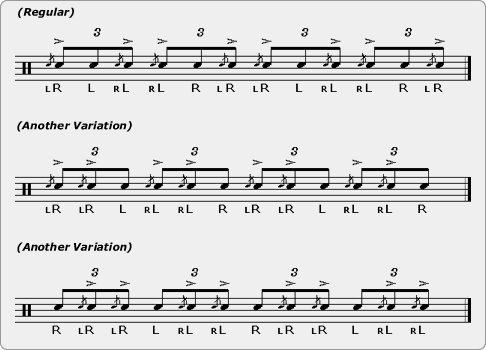 (Regular)
3 3 3 3
LR L RL RL R LR LR L RL RL R LR
(Another Variation)
3 3 3 3
LR LR L RL RL R LR LR L RL RL R
(Another Variation)
3 3 3 3
R LR LR L RL RL R LR LR L RL RL